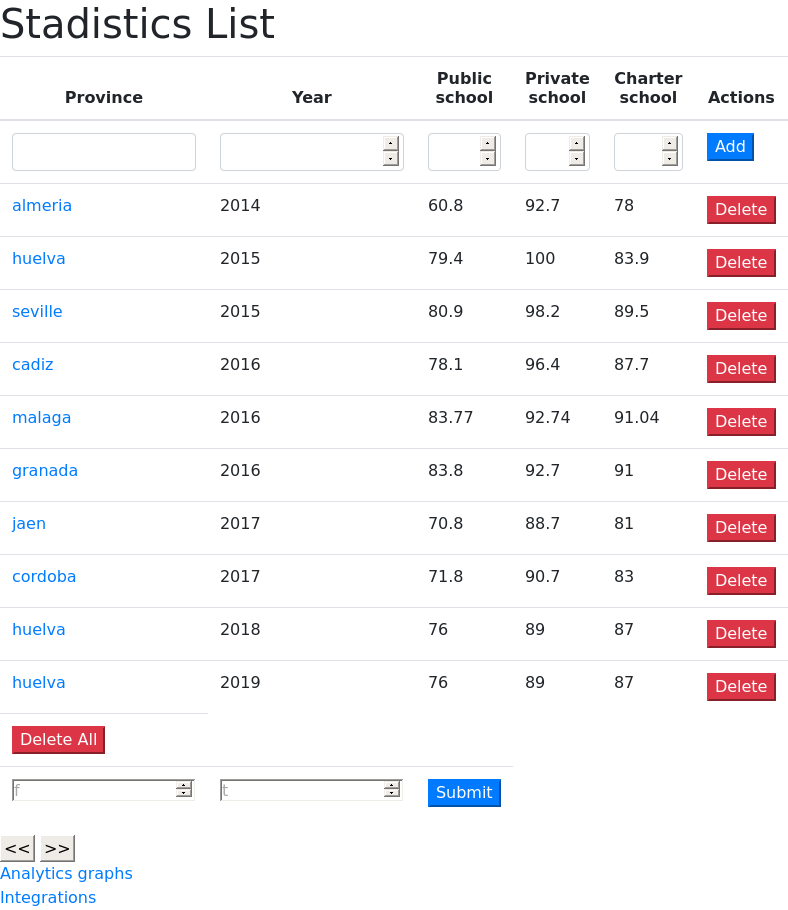 Stadistics List
Province Year Public school Private school Charter school Actions
Add
almeria 2014 60.8 92.7 78 Delete
huelva 2015 79.4 100 83.9 Delete
seville 2015 80.9 98.2 89.5 Delete
cadiz 2016 78.1 96.4 87.7 Delete
malaga 2016 83.77 92.74 91.04 Delete
granada 2016 83.8 92.7 91 Delete
jaen 2017 70.8 88.7 81 Delete
cordoba 2017 71.8 90.7 83 Delete
huelva 2018 76 89 87 Delete
huelva 2019 76 89 87 Delete
Delete All
f t Submit
<< >>
Analytics graphs
Integrations